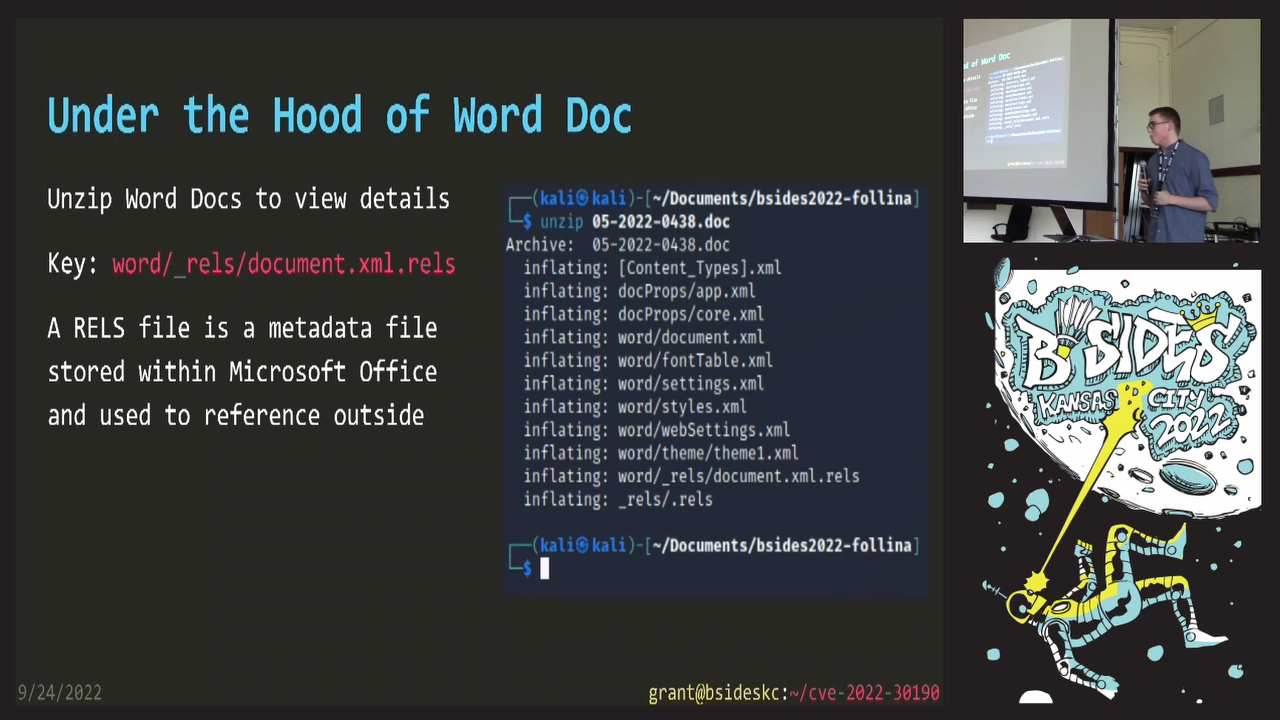 Under the Hood of Word Doc
Unzip Word Docs to view details
Key: word/_rels/document.xml.rels
A RELS file is a metadata file
stored within Microsoft Office
and used to reference outside
┌──(kali㉿kali)-[~/Documents/bsides2022-follina]
└─$ unzip 05-2022-0438.doc
Archive:  05-2022-0438.doc
  inflating: [Content_Types].xml
  inflating: docProps/app.xml
  inflating: docProps/core.xml
  inflating: word/document.xml
  inflating: word/fontTable.xml
  inflating: word/settings.xml
  inflating: word/styles.xml
  inflating: word/webSettings.xml
  inflating: word/theme/theme1.xml
  inflating: word/_rels/document.xml.rels
  inflating: _rels/.rels
┌──(kali㉿kali)-[~/Documents/bsides2022-follina]
└─$
9/24/2022
grant@bsideskc:~/cve-2022-30190
BSIDES
KANSAS CITY
2022